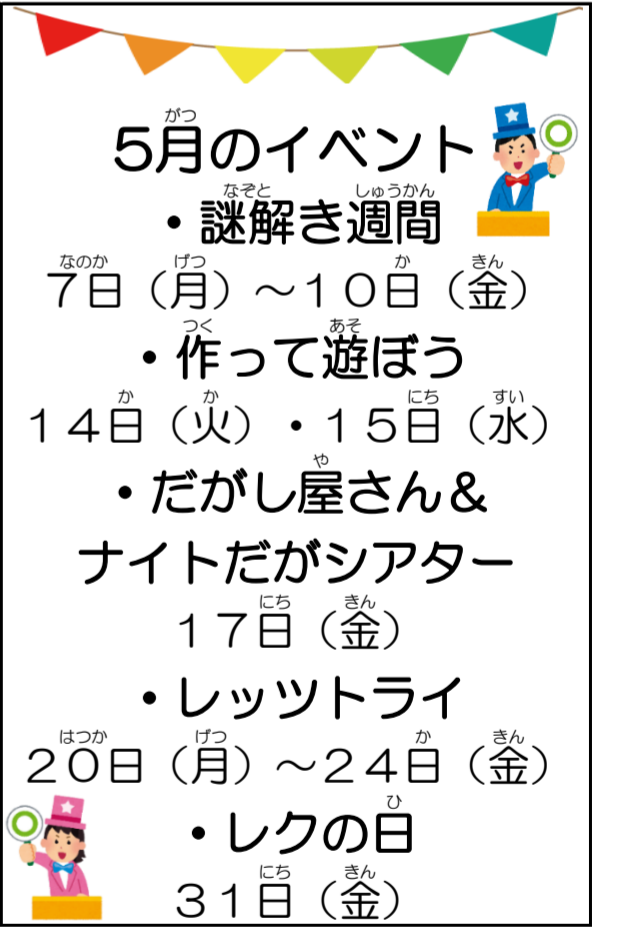 5月のイベント
・謎解き週間
７日（月）～１０日（金）
・作って遊ぼう
１４日（火）・１５日（水）
・だがし屋さん＆
ナイトだがシアター
１７日（金）
・レッツトライ
２０日（月）～２４日（金）
・レクの日
３１日（金）